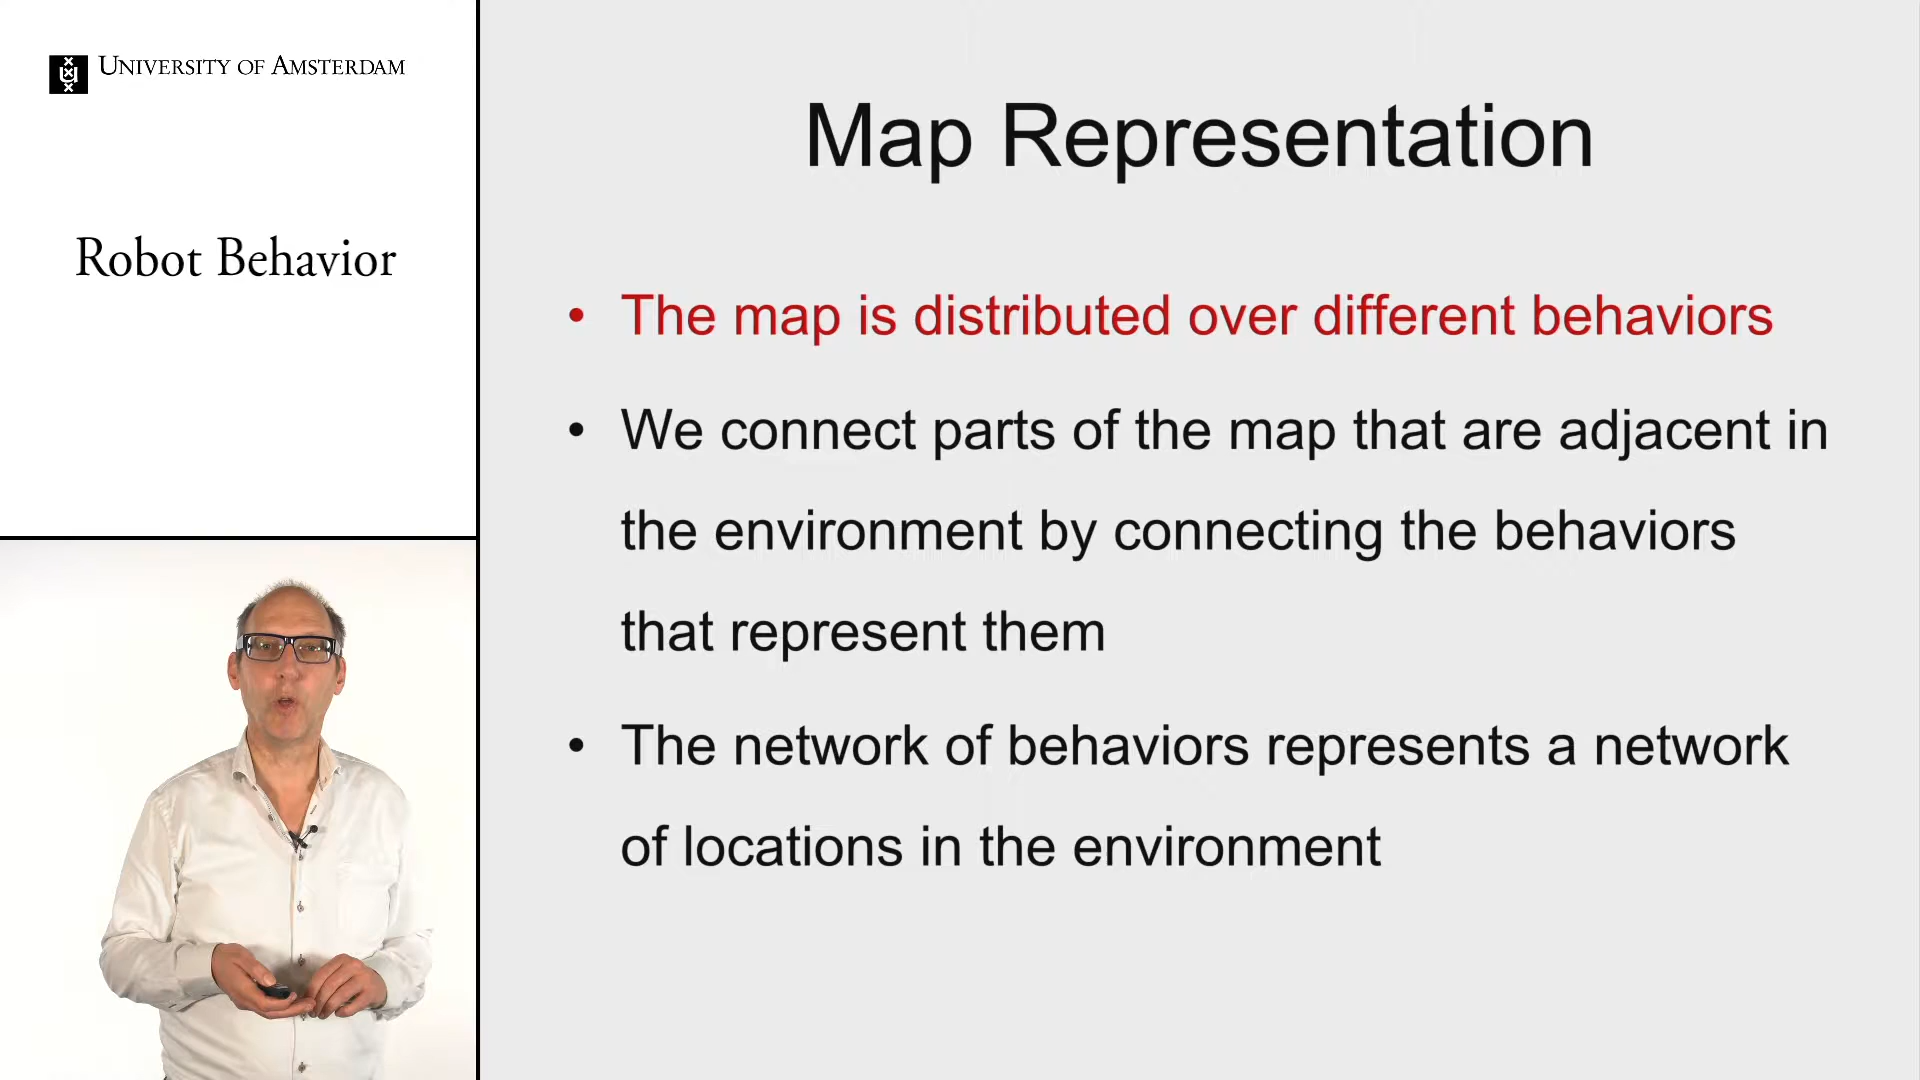 UNIVERSITY OF AMSTERDAM
Robot Behavior
Map Representation
• The map is distributed over different behaviors
• We connect parts of the map that are adjacent in
the environment by connecting the behaviors
that represent them
• The network of behaviors represents a network
of locations in the environment